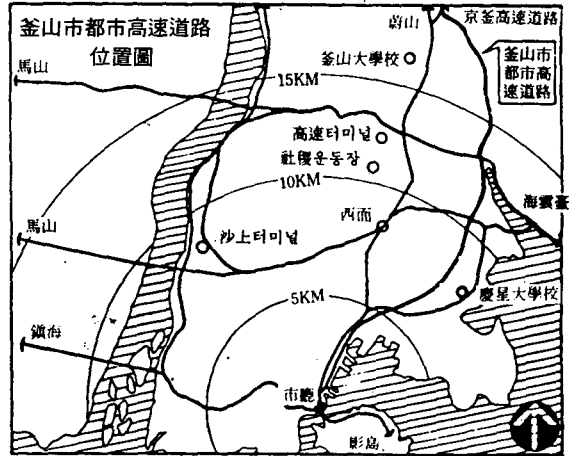 釜山市都市高速道路
位置圖
蔚山
京釜高速道路
釜山大學校
釜山市
都市高
速道路
馬山
15KM
高速터미널
社稷운동장
10KM
海雲臺
西面
馬山
沙上터미널
慶星大學校
5KM
鎭海
市廳
影島